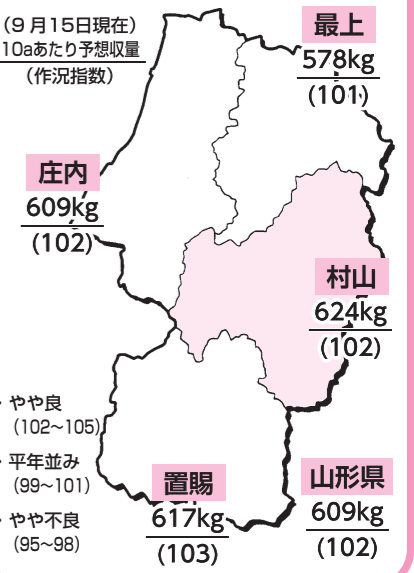 （9月15日現在）
10aあたり予想収量
（作況指数）
最上
578kg
(101)
庄内
609kg
(102)
村山
624kg
(102)
・やや良
(102〜105)
・平年並み
(99〜101)
・やや不良
(95〜98)
置賜
617kg
(103)
山形県
609kg
(102)